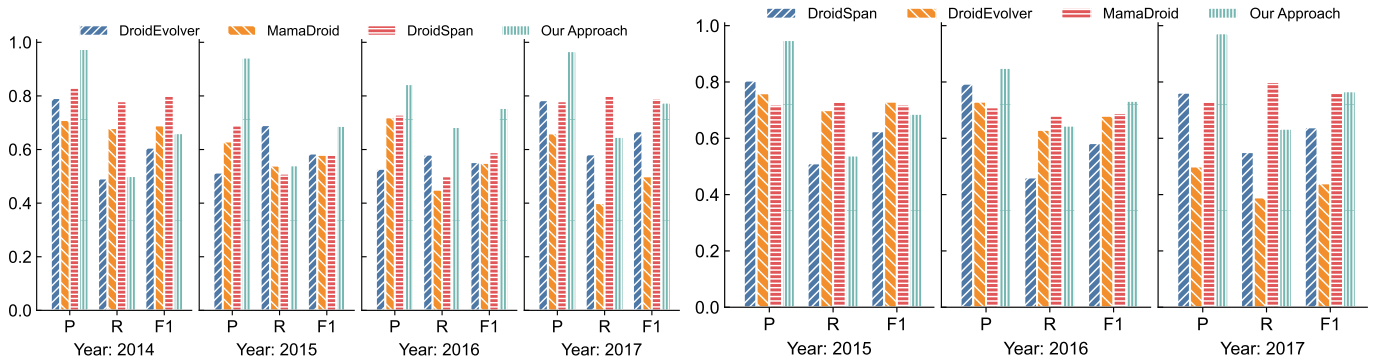 DroidEvolver MamaDroid DroidSpan Our Approach
1.0
0.8
0.6
0.4
0.2
0.0
P R F1 P R F1 P R F1 P R F1
Year: 2014 Year: 2015 Year: 2016 Year: 2017
DroidSpan DroidEvolver MamaDroid Our Approach
1.0
0.8
0.6
0.4
0.2
0.0
P R F1 P R F1 P R F1
Year: 2015 Year: 2016 Year: 2017